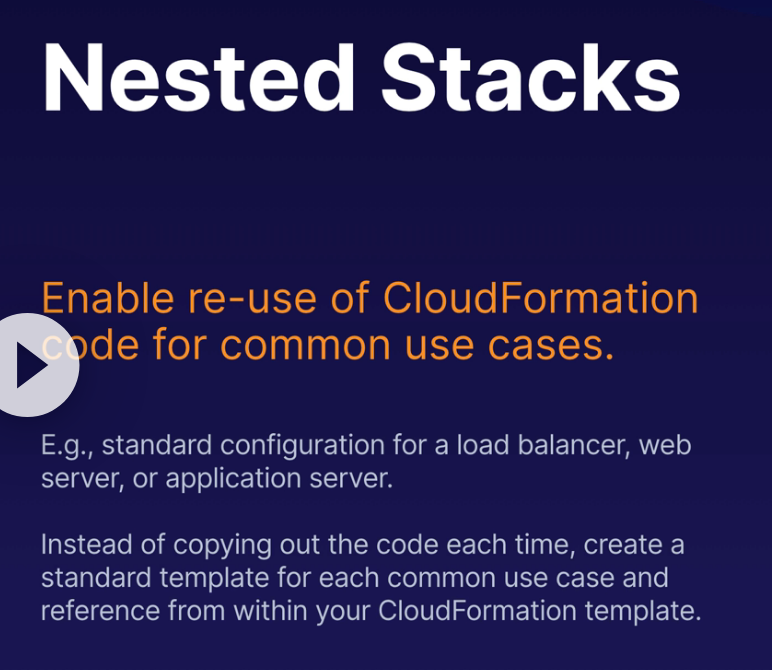 Nested Stacks
Enable re-use of CloudFormation
code for common use cases.
E.g., standard configuration for a load balancer, web
server, or application server.
Instead of copying out the code each time, create a
standard template for each common use case and
reference from within your CloudFormation template.